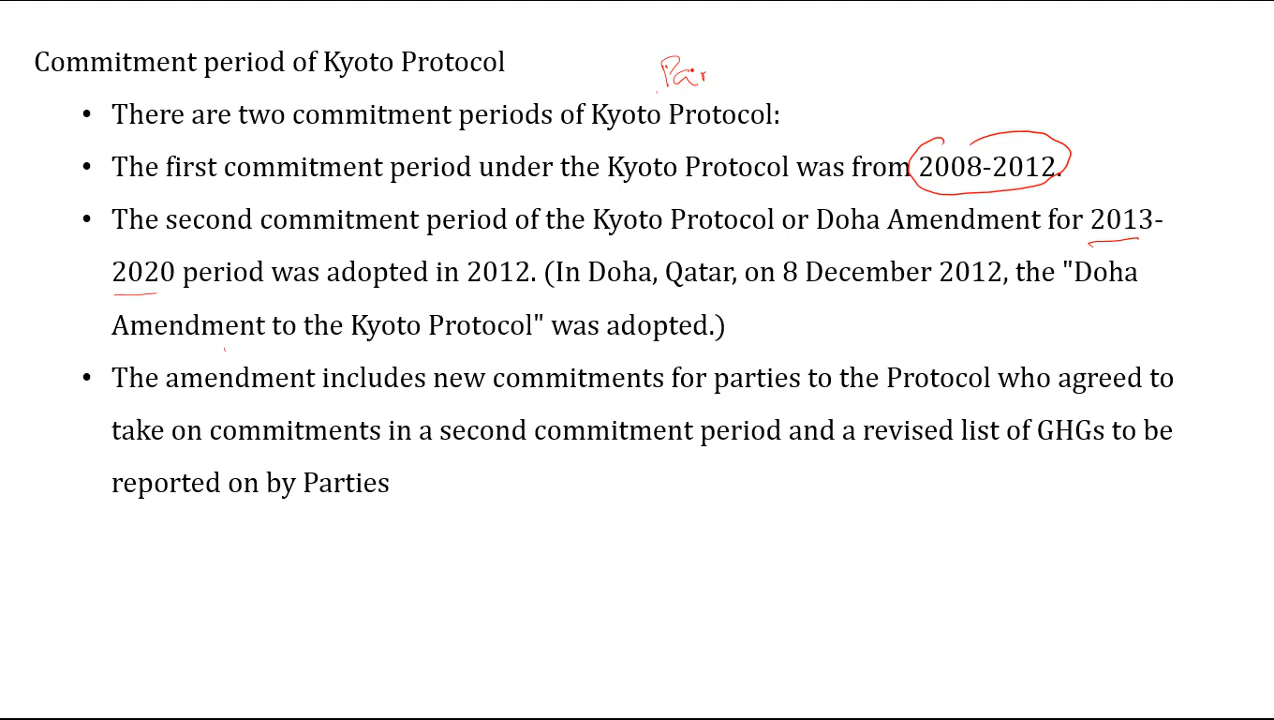 Commitment period of Kyoto Protocol
Pair
• There are two commitment periods of Kyoto Protocol:
• The first commitment period under the Kyoto Protocol was from 2008-2012.
• The second commitment period of the Kyoto Protocol or Doha Amendment for 2013-
2020 period was adopted in 2012. (In Doha, Qatar, on 8 December 2012, the "Doha
Amendment to the Kyoto Protocol" was adopted.)
• The amendment includes new commitments for parties to the Protocol who agreed to
take on commitments in a second commitment period and a revised list of GHGs to be
reported on by Parties